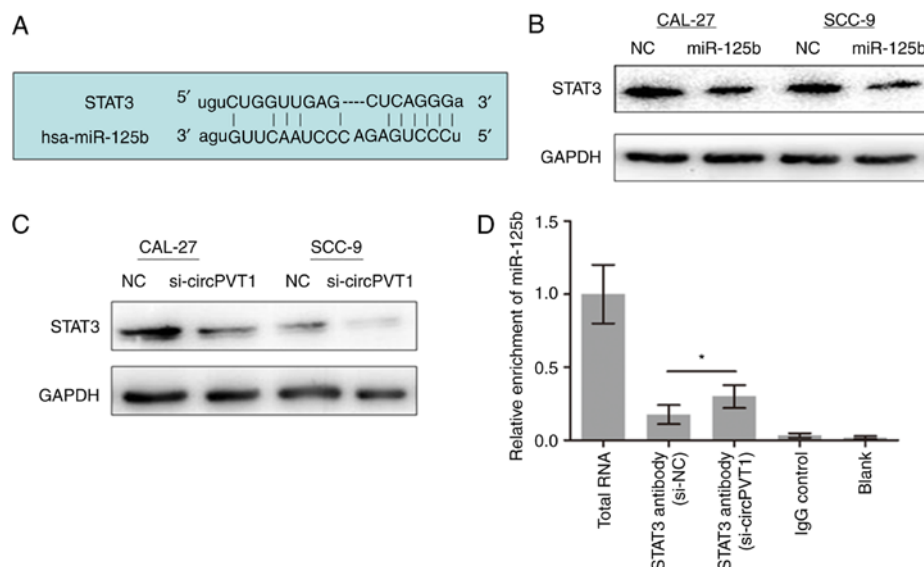 A
STAT3 5′ uguCUGGUUGAG----CUCAGGGa 3′
hsa-miR-125b 3′ aguGUUCAAUCCC AGAGUCCCu 5′
B
CAL-27 SCC-9
NC miR-125b NC miR-125b
STAT3
GAPDH
C
CAL-27 SCC-9
NC si-circPVT1 NC si-circPVT1
STAT3
GAPDH
D
Relative enrichment of miR-125b
1.5
1.0
0.5
0.0
*
Total RNA
STAT3 antibody
(si-NC)
STAT3 antibody
(si-circPVT1)
IgG control
Blank